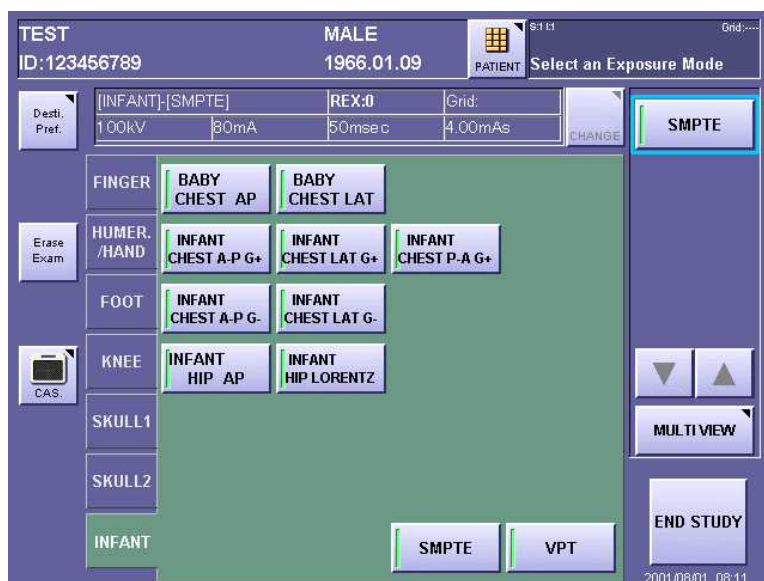 TEST
MALE
S:1 I:1
Grid:----
ID:123456789
1966.01.09
PATIENT
Select an Exposure Mode
Desti.
Pref.
[INFANT]-[SMPTE]
REX:0
Grid:
100kV
80mA
50msec
4.00mAs
CHANGE
SMPTE
FINGER
BABY
CHEST AP
BABY
CHEST LAT
Erase
Exam
HUMER.
/HAND
INFANT
CHEST A-P G+
INFANT
CHEST LAT G+
INFANT
CHEST P-A G+
FOOT
INFANT
CHEST A-P G-
INFANT
CHEST LAT G-
CAS.
KNEE
INFANT
HIP AP
INFANT
HIP LORENTZ
SKULL1
MULTI VIEW
SKULL2
INFANT
SMPTE
VPT
END STUDY
2001/08/01 08:11